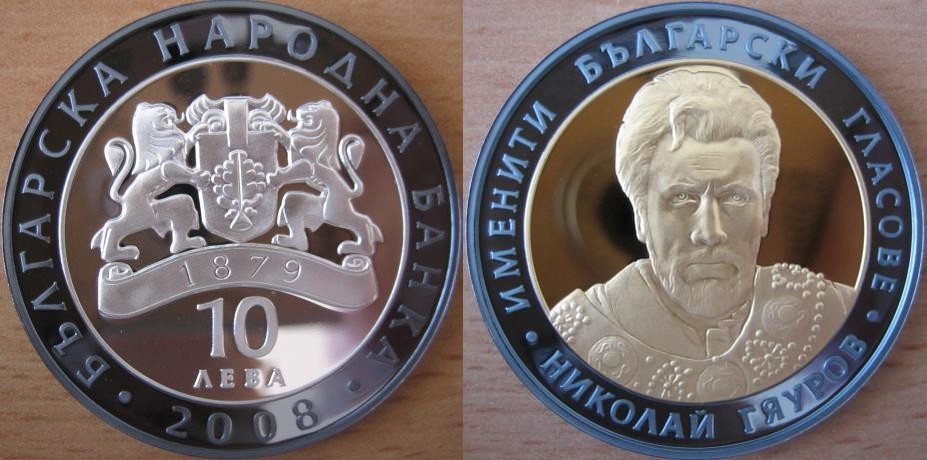 БЪЛГАРСКА НАРОДНА БАНКА
1879
10
ЛЕВА
2008
ИМЕНИТИ БЪЛГАРСКИ ГЛАСОВЕ
НИКОЛАЙ ГЯУРОВ